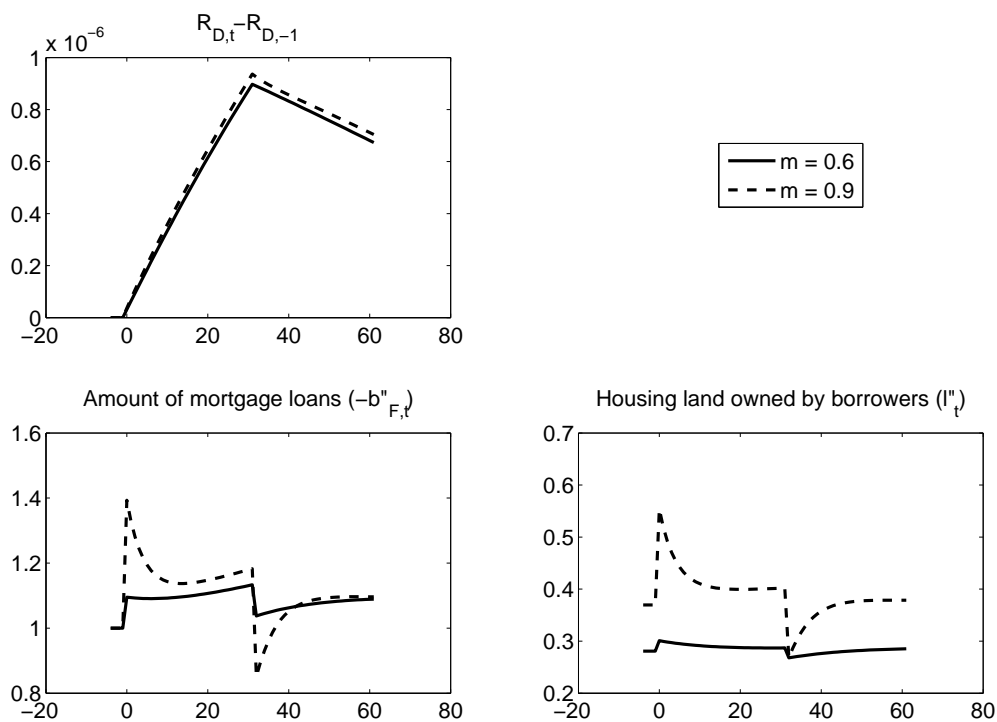 R_D,t−R_D,−1
x 10^−6
1
0.8
0.6
0.4
0.2
0
−20 0 20 40 60 80
m = 0.6
m = 0.9
Amount of mortgage loans (−b"_F,t)
1.6
1.4
1.2
1
0.8
−20 0 20 40 60 80
Housing land owned by borrowers (l"_t)
0.7
0.6
0.5
0.4
0.3
0.2
−20 0 20 40 60 80